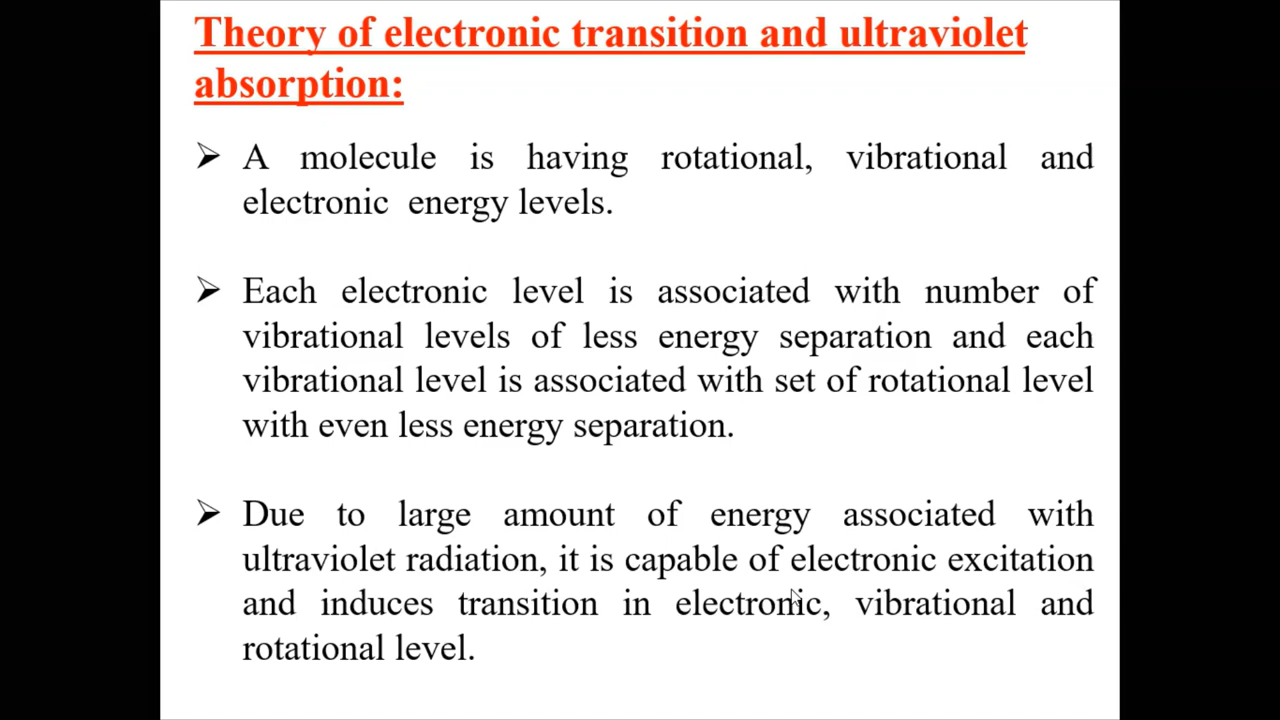 Theory of electronic transition and ultraviolet
absorption:
➢ A molecule is having rotational, vibrational and
electronic energy levels.
➢ Each electronic level is associated with number of
vibrational levels of less energy separation and each
vibrational level is associated with set of rotational level
with even less energy separation.
➢ Due to large amount of energy associated with
ultraviolet radiation, it is capable of electronic excitation
and induces transition in electronic, vibrational and
rotational level.